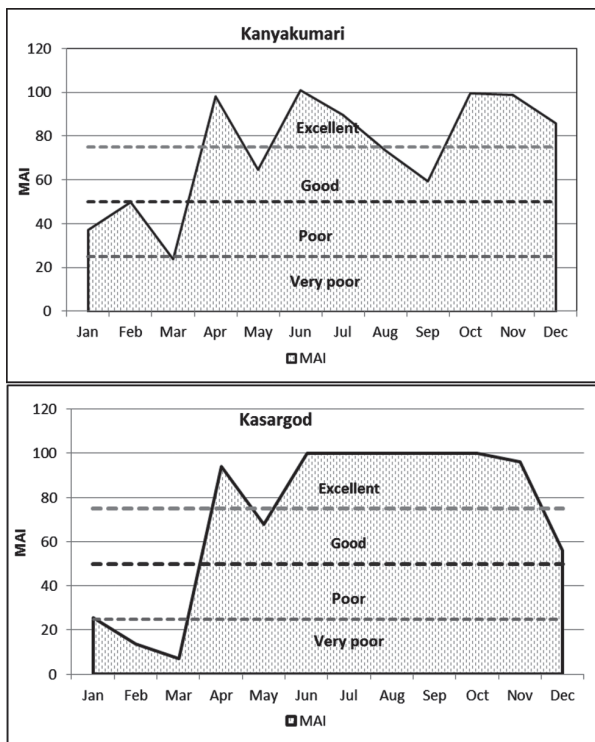 Kanyakumari
120
100
80
60
40
20
0
MAI
Excellent
Good
Poor
Very poor
Jan Feb Mar Apr May Jun Jul Aug Sep Oct Nov Dec
MAI
Kasargod
120
100
80
60
40
20
0
MAI
Excellent
Good
Poor
Very poor
Jan Feb Mar Apr May Jun Jul Aug Sep Oct Nov Dec
MAI